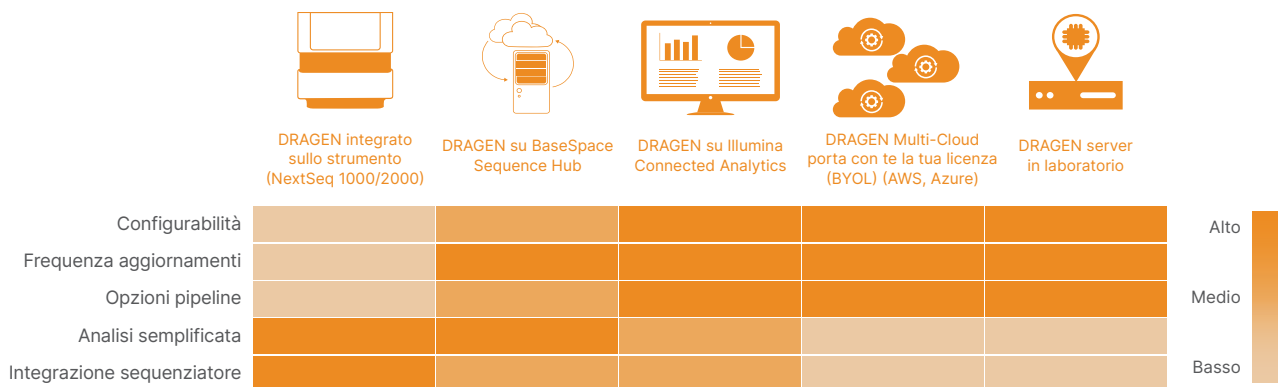 DRAGEN integrato
sullo strumento
(NextSeq 1000/2000)
DRAGEN su BaseSpace
Sequence Hub
DRAGEN su Illumina
Connected Analytics
DRAGEN Multi-Cloud
porta con te la tua licenza
(BYOL) (AWS, Azure)
DRAGEN server
in laboratorio
Configurabilità
Frequenza aggiornamenti
Opzioni pipeline
Analisi semplificata
Integrazione sequenziatore
Alto
Medio
Basso